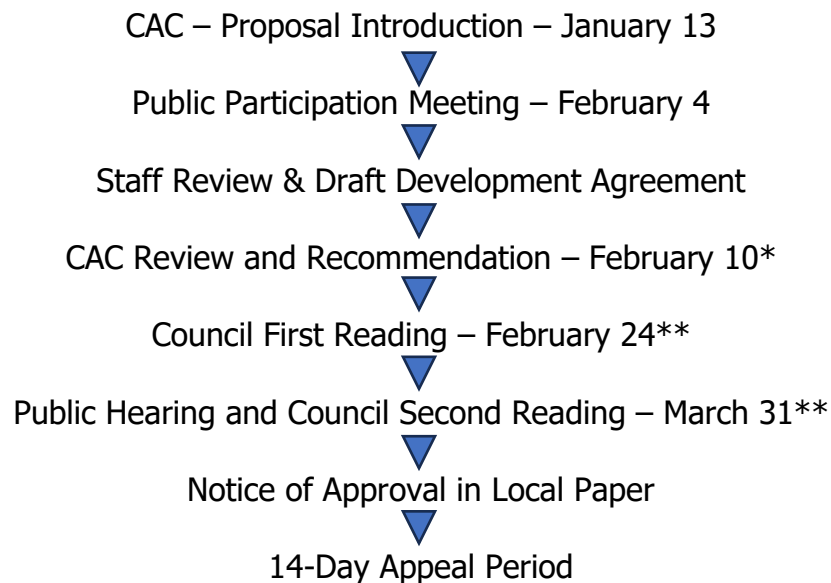 CAC – Proposal Introduction – January 13
Public Participation Meeting – February 4
Staff Review & Draft Development Agreement
CAC Review and Recommendation – February 10*
Council First Reading – February 24**
Public Hearing and Council Second Reading – March 31**
Notice of Approval in Local Paper
14-Day Appeal Period